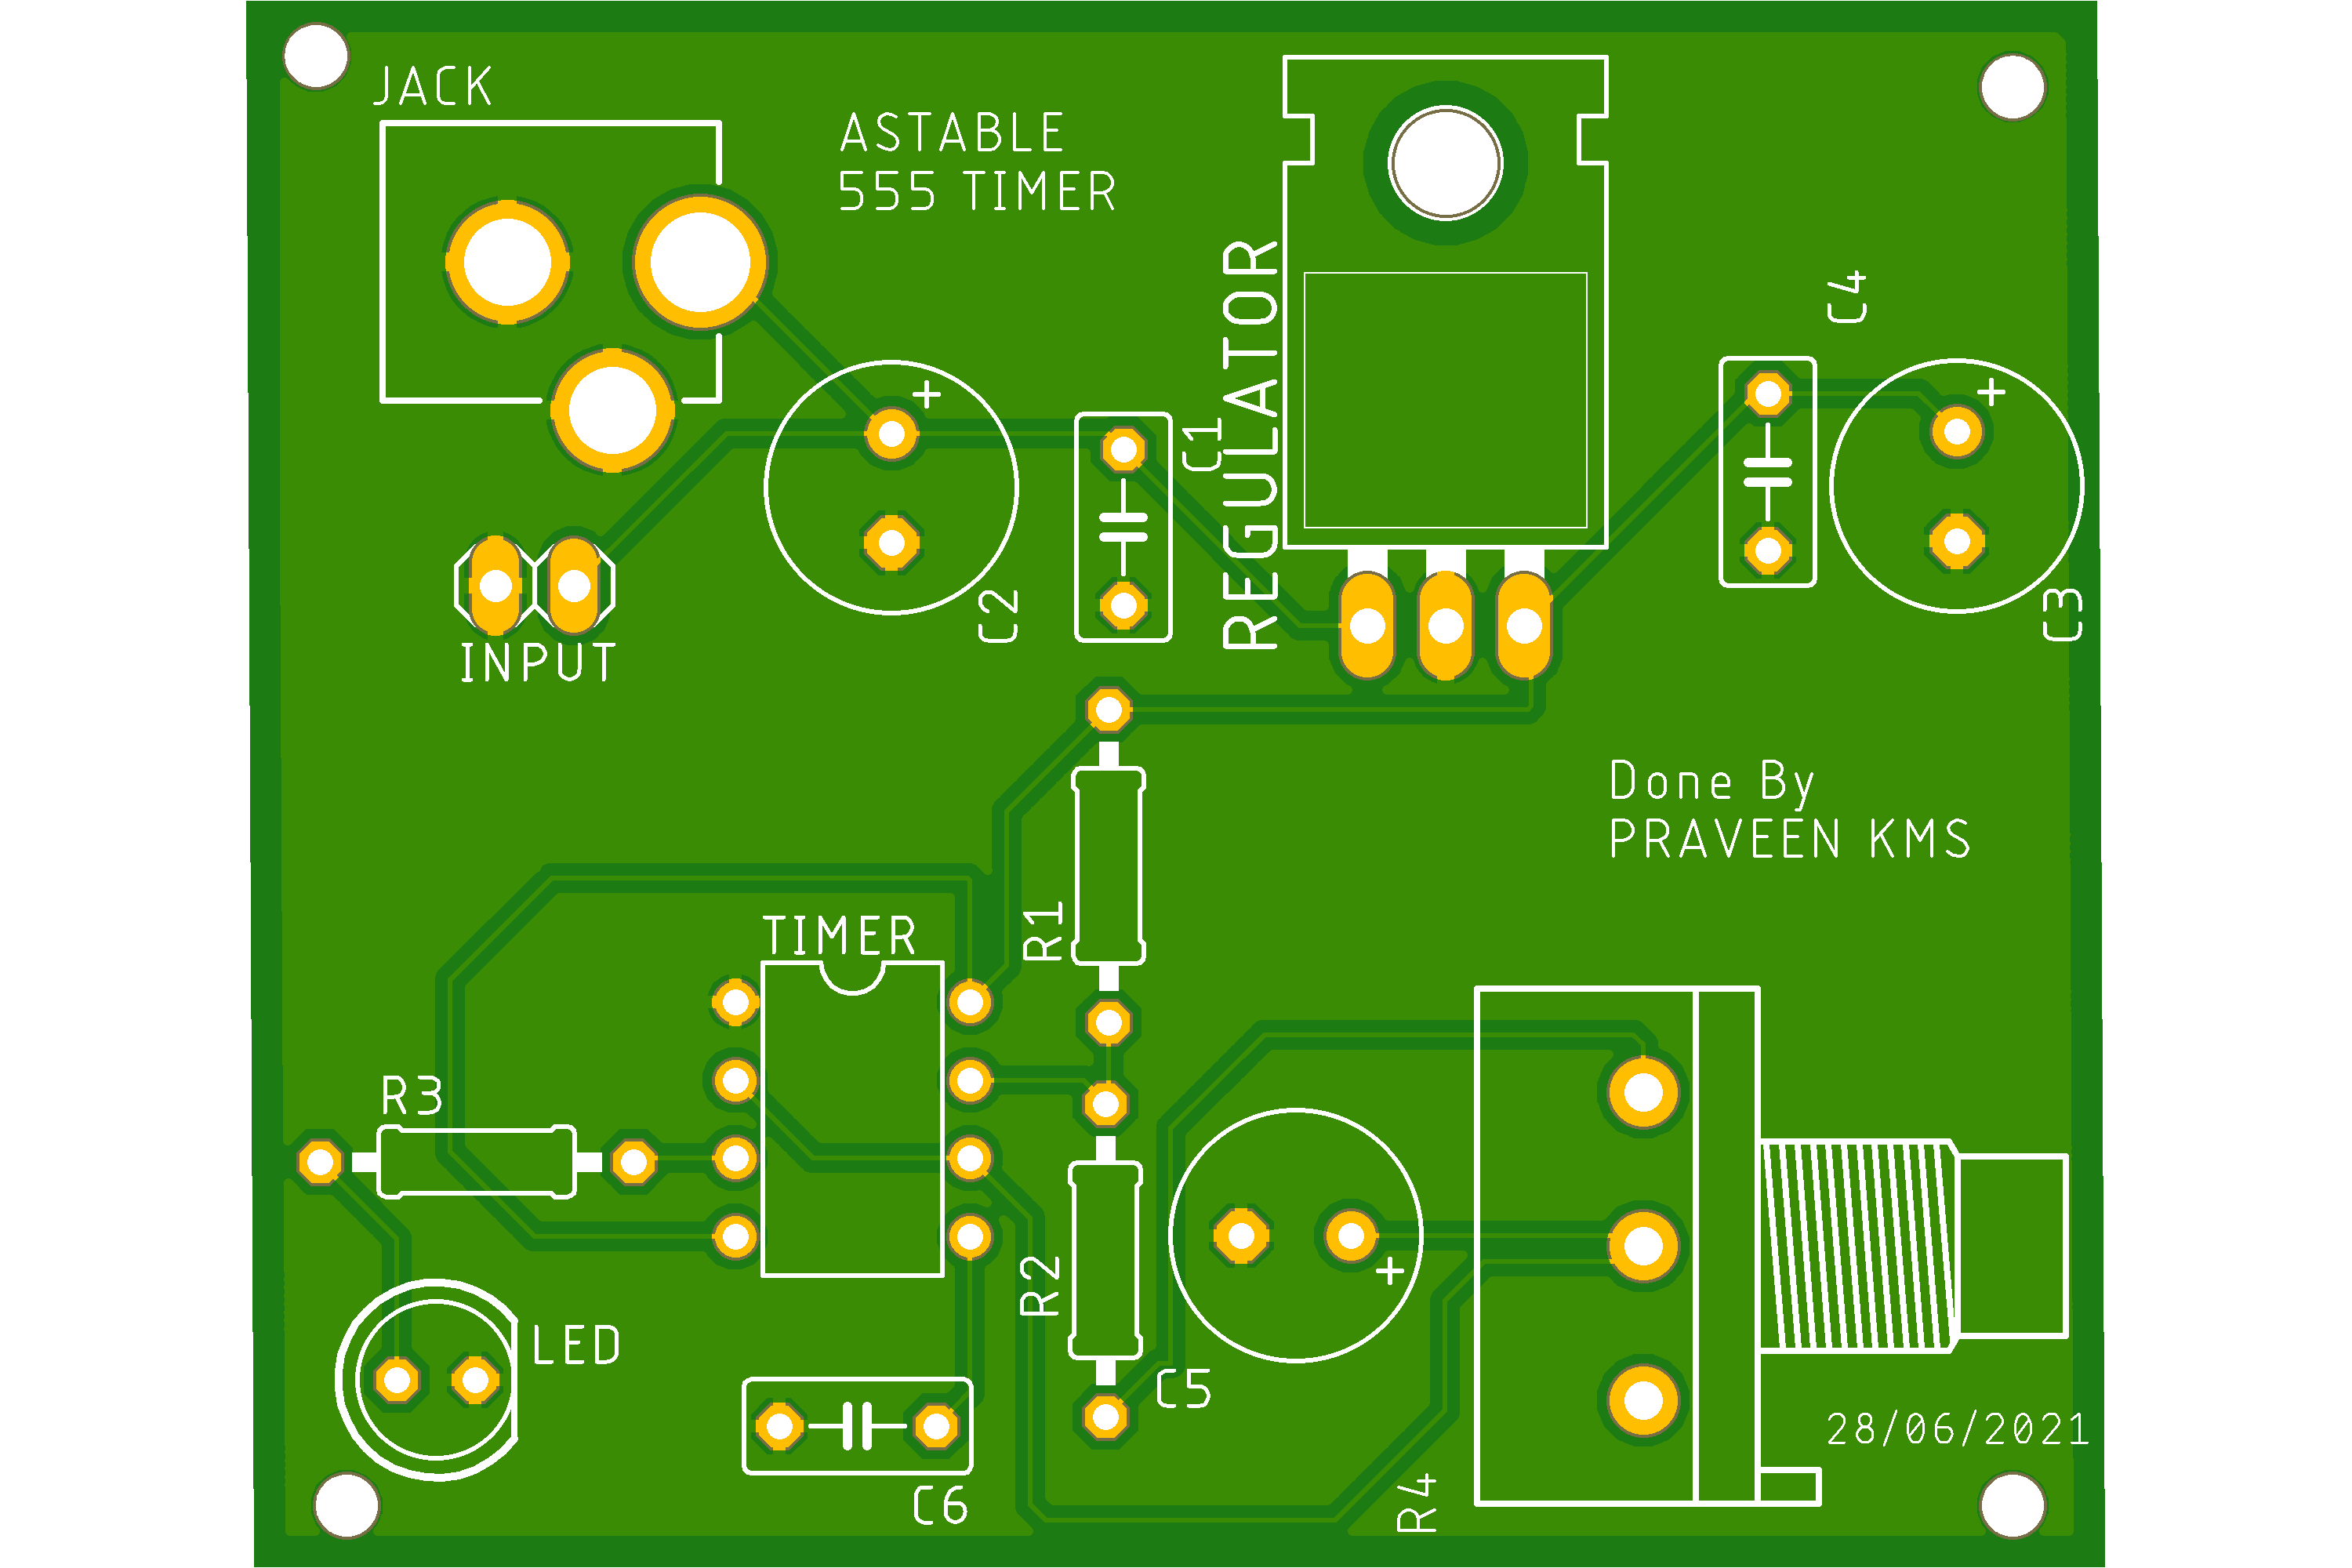 JACK
ASTABLE
555 TIMER
REGULATOR
C4
C1
C2
C3
INPUT
Done By
PRAVEEN KMS
TIMER
R1
R3
R2
LED
C5
28/06/2021
C6
R4